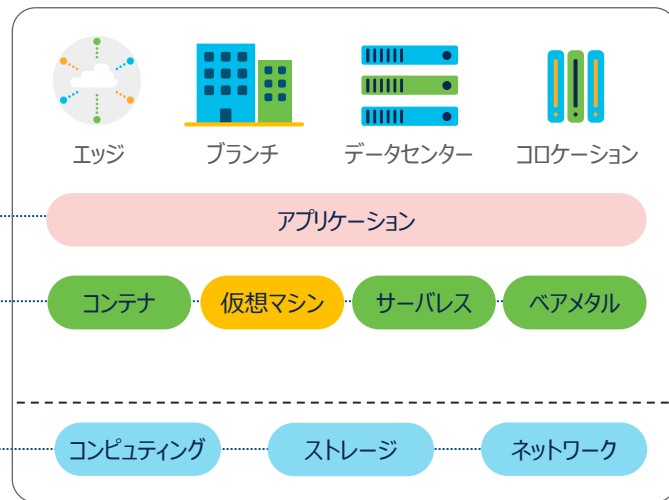 エッジ
ブランチ
データセンター
コロケーション
アプリケーション
コンテナ
仮想マシン
サーバレス
ベアメタル
コンピュティング
ストレージ
ネットワーク